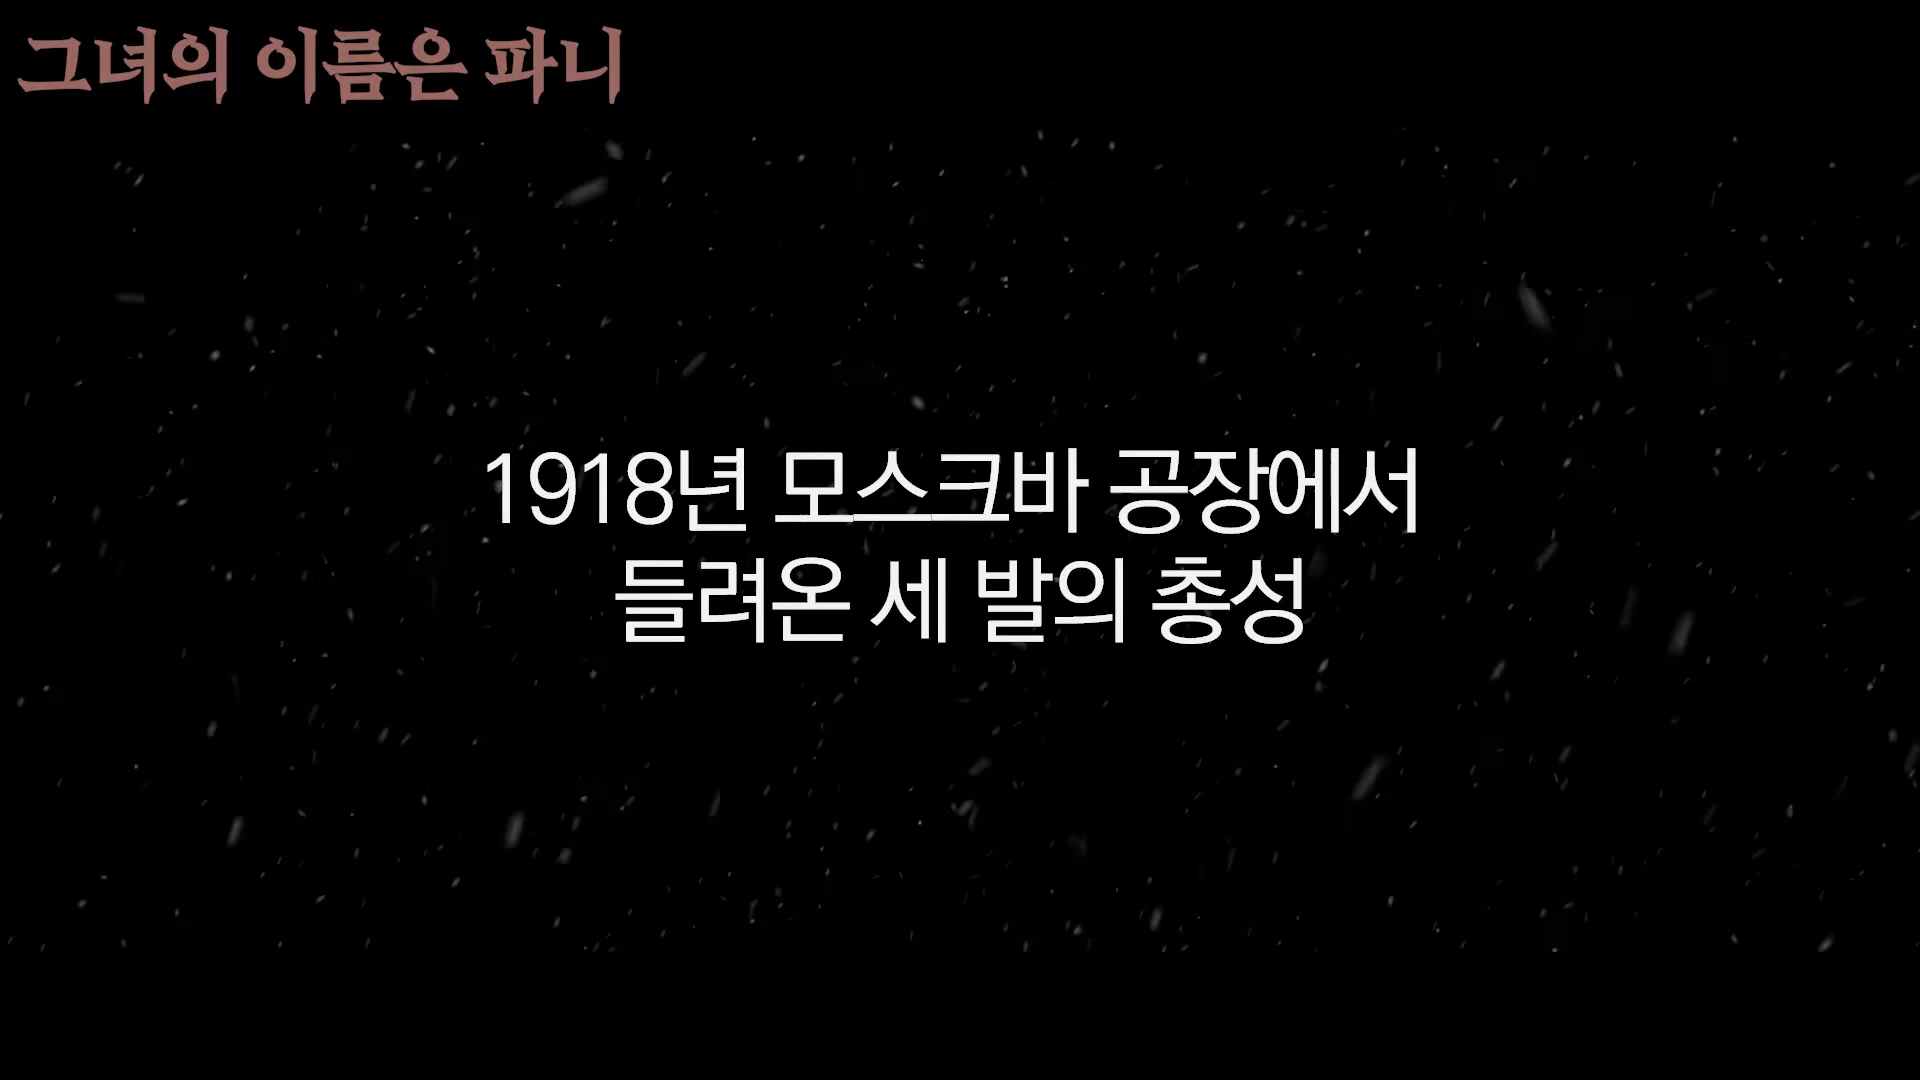 그녀의 이름은 파니
1918년 모스크바 공장에서
들려온 세 발의 총성